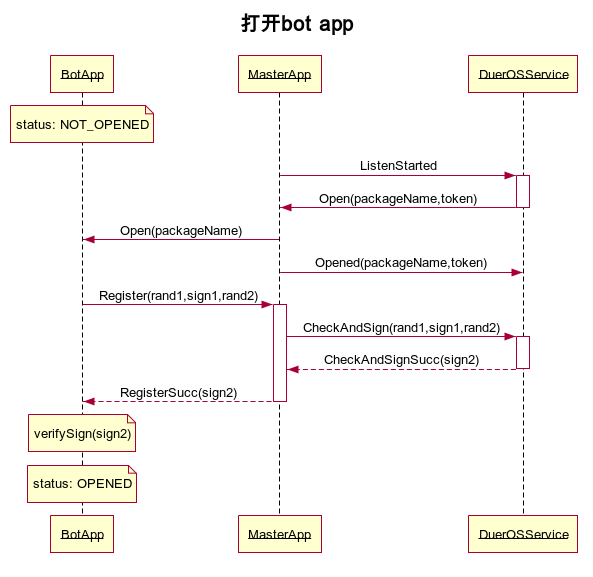 打开bot app
BotApp
MasterApp
DuerOSService
status: NOT_OPENED
ListenStarted
Open(packageName,token)
Open(packageName)
Opened(packageName,token)
Register(rand1,sign1,rand2)
CheckAndSign(rand1,sign1,rand2)
CheckAndSignSucc(sign2)
RegisterSucc(sign2)
verifySign(sign2)
status: OPENED
BotApp
MasterApp
DuerOSService